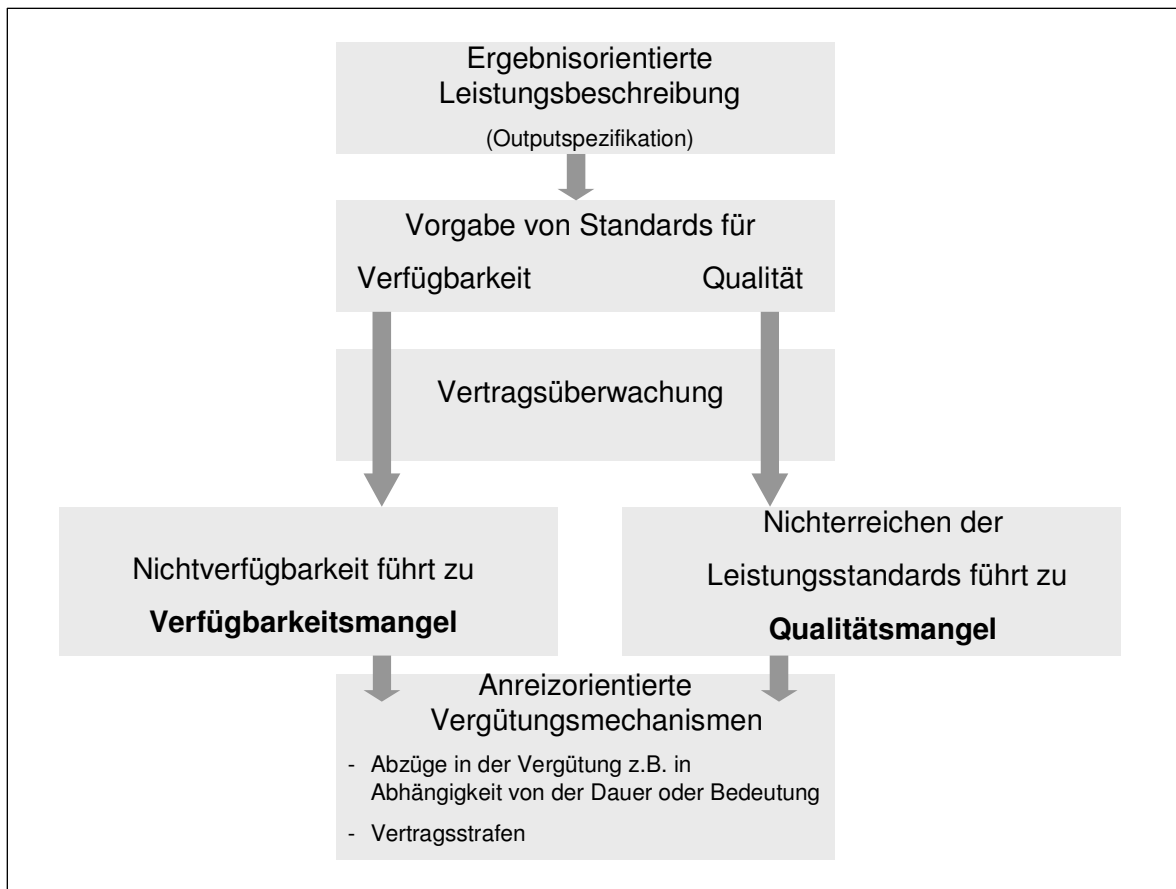 Ergebnisorientierte
Leistungsbeschreibung
(Outputspezifikation)
Vorgabe von Standards für
Verfügbarkeit Qualität
Vertragsüberwachung
Nichtverfügbarkeit führt zu
Verfügbarkeitsmangel
Nichterreichen der
Leistungsstandards führt zu
Qualitätsmangel
Anreizorientierte
Vergütungsmechanismen
- Abzüge in der Vergütung z.B. in
Abhängigkeit von der Dauer oder Bedeutung
- Vertragsstrafen